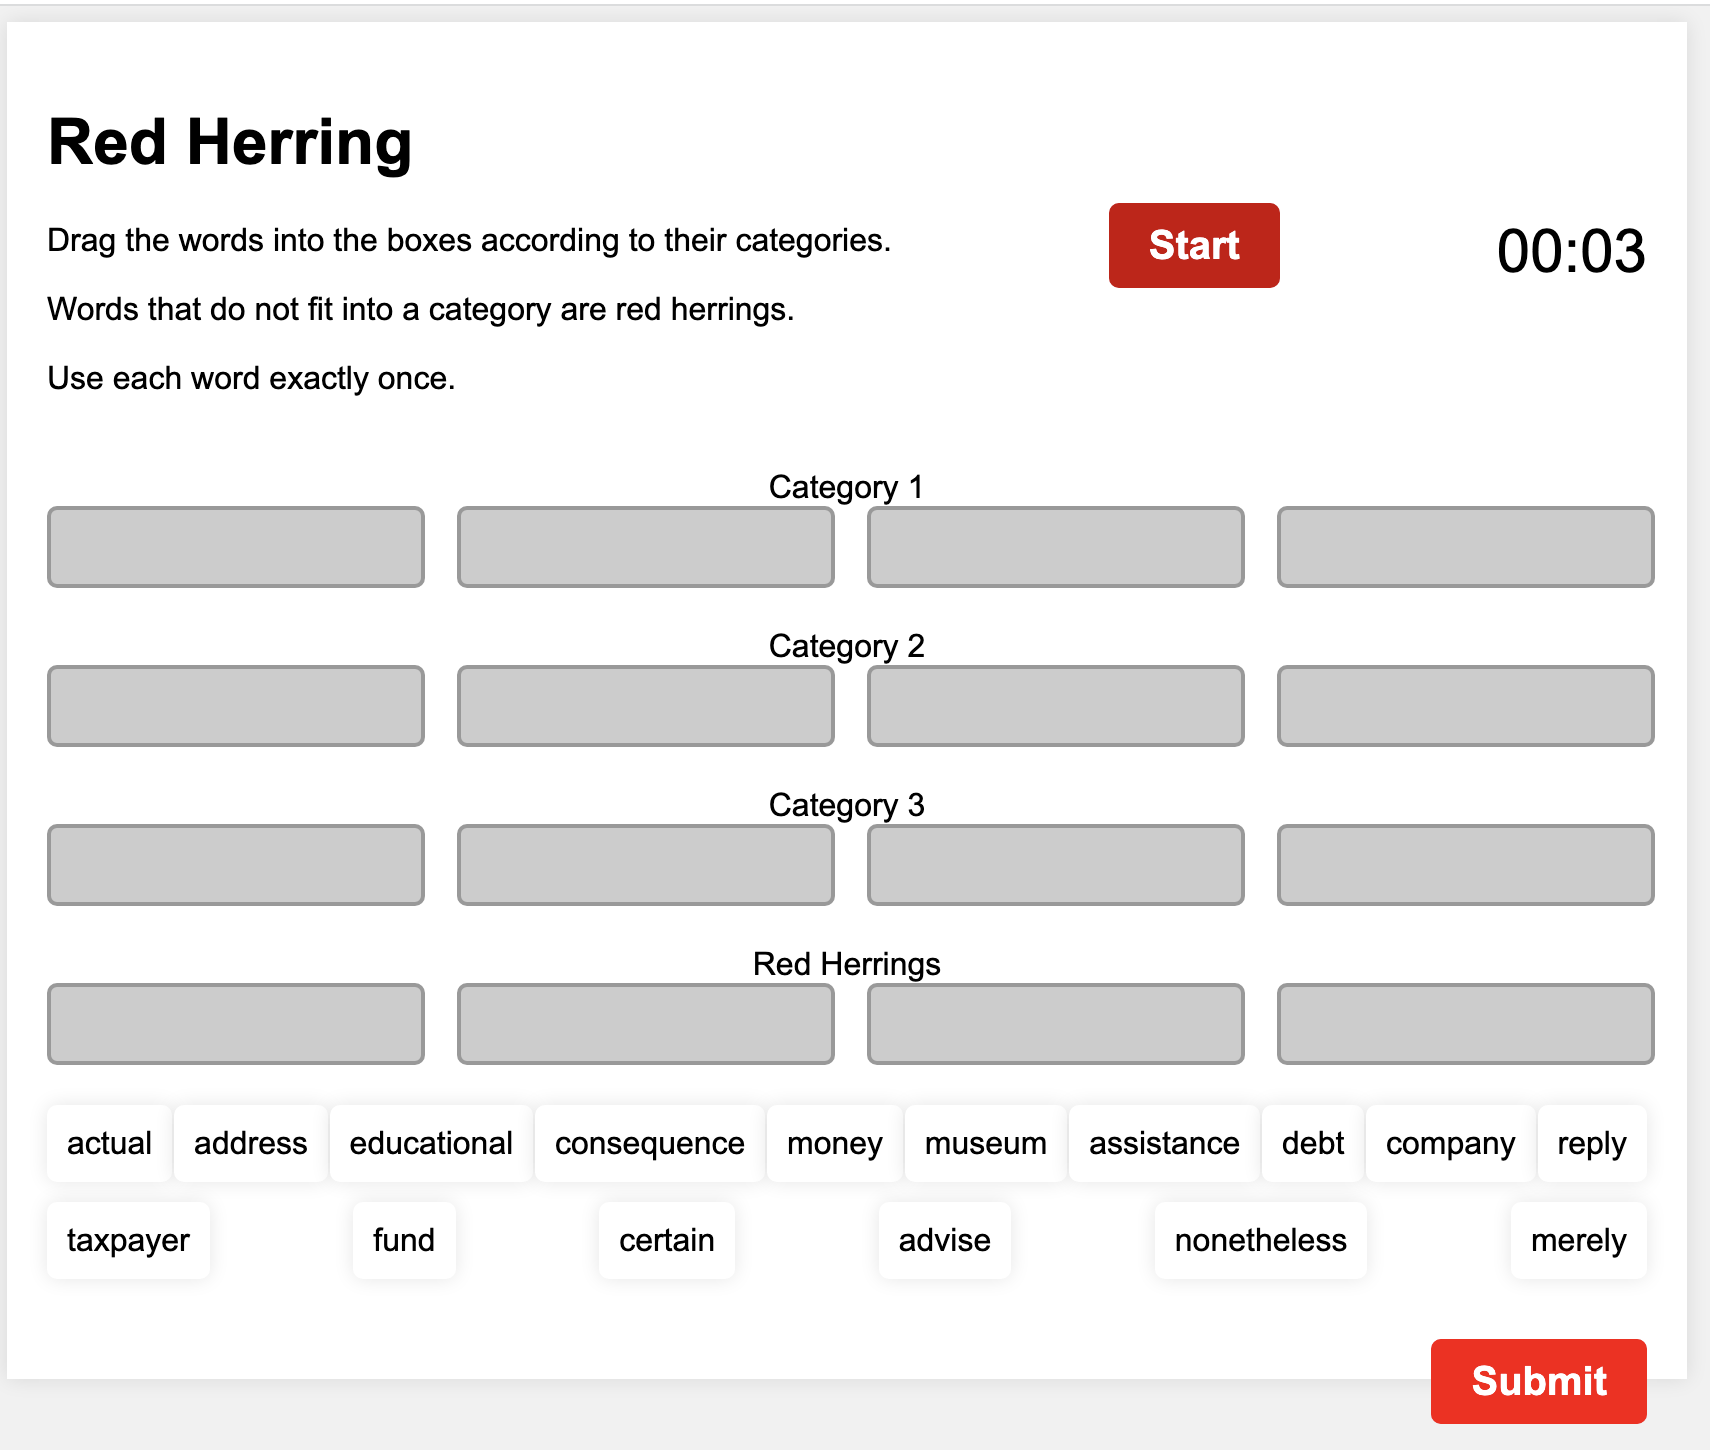 Red Herring
Drag the words into the boxes according to their categories.
Start
00:03
Words that do not fit into a category are red herrings.
Use each word exactly once.
Category 1
Category 2
Category 3
Red Herrings
actual address educational consequence money museum assistance debt company reply
taxpayer fund certain advise nonetheless merely
Submit